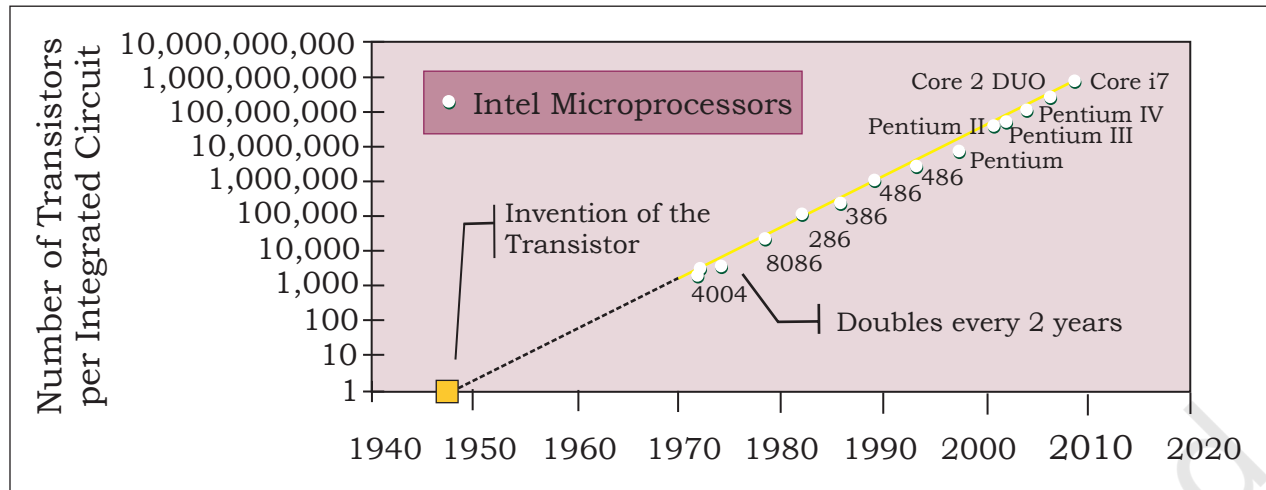 Number of Transistors
per Integrated Circuit
10,000,000,000
1,000,000,000
100,000,000
10,000,000
1,000,000
100,000
10,000
1,000
100
10
1
Intel Microprocessors
Invention of the
Transistor
4004
8086
286
386
486
486
Pentium
Pentium II
Pentium III
Pentium IV
Core 2 DUO
Core i7
Doubles every 2 years
1940 1950 1960 1970 1980 1990 2000 2010 2020